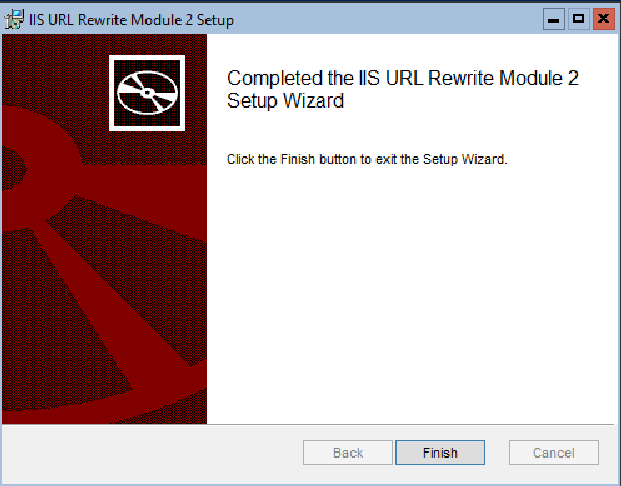 IIS URL Rewrite Module 2 Setup
Completed the IIS URL Rewrite Module 2
Setup Wizard
Click the Finish button to exit the Setup Wizard.
Back
Finish
Cancel